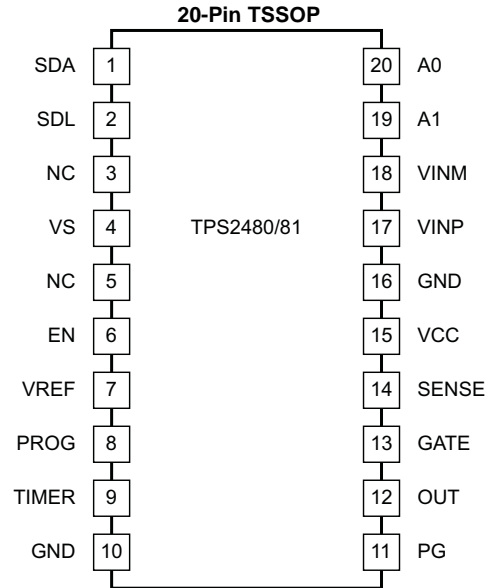 20-Pin TSSOP
SDA 1 20 A0
SDL 2 19 A1
NC 3 18 VINM
VS 4 TPS2480/81 17 VINP
NC 5 16 GND
EN 6 15 VCC
VREF 7 14 SENSE
PROG 8 13 GATE
TIMER 9 12 OUT
GND 10 11 PG